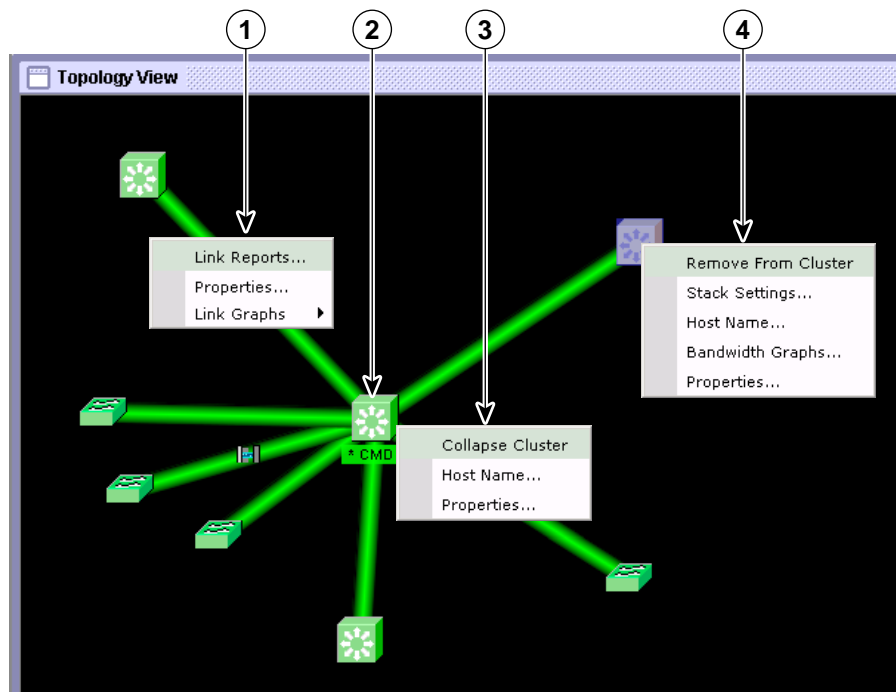 1 2 3 4
Topology View
Link Reports...
Properties...
Link Graphs
Remove From Cluster
Stack Settings...
Host Name...
Bandwidth Graphs...
Properties...
* CMD
Collapse Cluster
Host Name...
Properties...